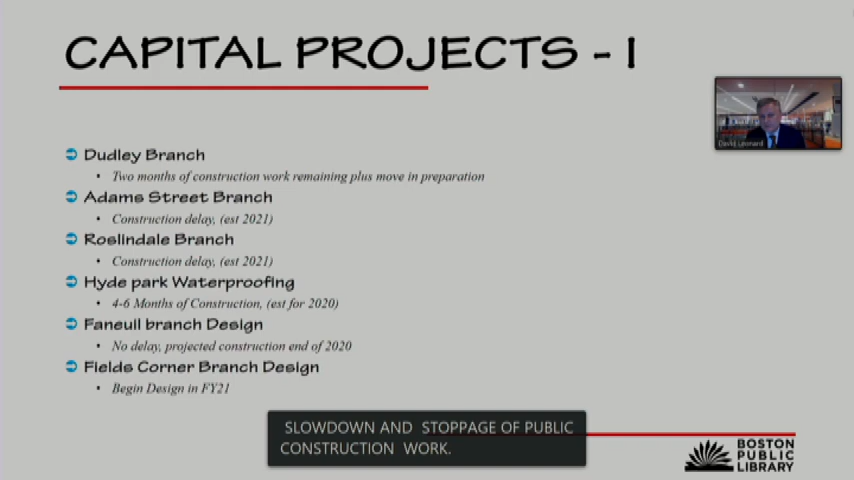 CAPITAL PROJECTS - I
David Leonard
Dudley Branch
• Two months of construction work remaining plus move in preparation
Adams Street Branch
• Construction delay, (est 2021)
Roslindale Branch
• Construction delay, (est 2021)
Hyde park Waterproofing
• 4-6 Months of Construction, (est for 2020)
Faneuil branch Design
• No delay, projected construction end of 2020
Fields Corner Branch Design
• Begin Design in FY21
SLOWDOWN AND STOPPAGE OF PUBLIC
CONSTRUCTION WORK.
BOSTON
PUBLIC
LIBRARY